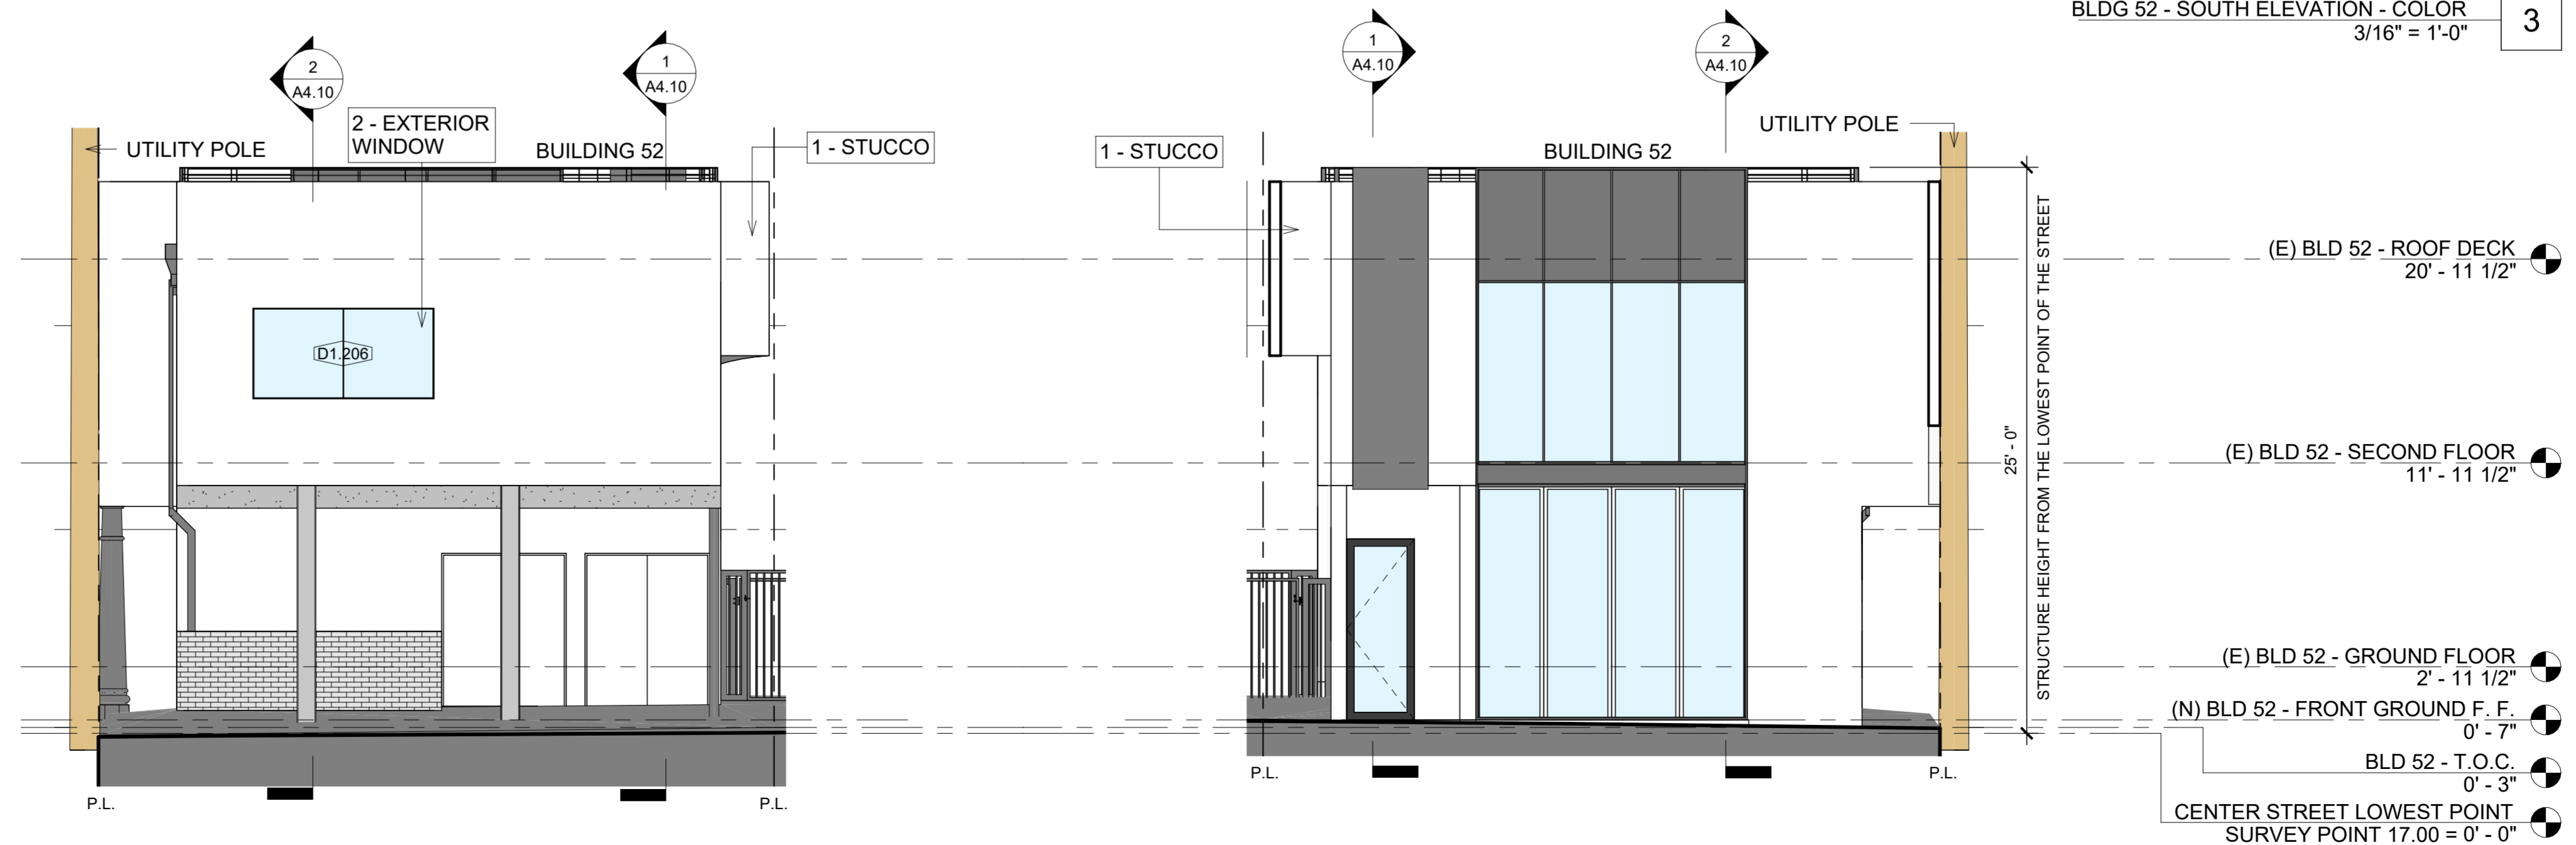 BLDG 52 - SOUTH ELEVATION - COLOR
3/16" = 1'-0"
3
2
A4.10
1
A4.10
2 - EXTERIOR
WINDOW
UTILITY POLE
BUILDING 52
1 - STUCCO
D1.206
P.L.
P.L.
1
A4.10
2
A4.10
UTILITY POLE
1 - STUCCO
BUILDING 52
25' - 0"
STRUCTURE HEIGHT FROM THE LOWEST POINT OF THE STREET
P.L.
P.L.
(E) BLD 52 - ROOF DECK
20' - 11 1/2"
(E) BLD 52 - SECOND FLOOR
11' - 11 1/2"
(E) BLD 52 - GROUND FLOOR
2' - 11 1/2"
(N) BLD 52 - FRONT GROUND F. F.
0' - 7"
BLD 52 - T.O.C.
0' - 3"
CENTER STREET LOWEST POINT
SURVEY POINT 17.00 = 0' - 0"